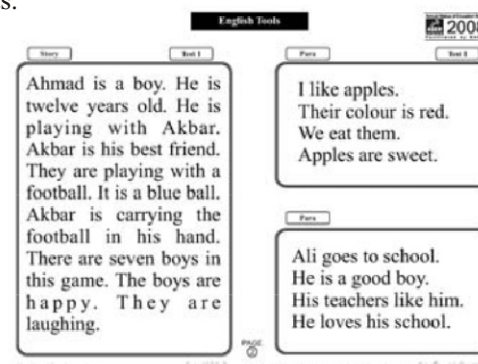 s.
English Tools
2008
Story
Test 1
Ahmad is a boy. He is
twelve years old. He is
playing with Akbar.
Akbar is his best friend.
They are playing with a
football. It is a blue ball.
Akbar is carrying the
football in his hand.
There are seven boys in
this game. The boys are
happy. They are
laughing.
Para
Test 1
I like apples.
Their colour is red.
We eat them.
Apples are sweet.
Para
Ali goes to school.
He is a good boy.
His teachers like him.
He loves his school.
PAGE
2